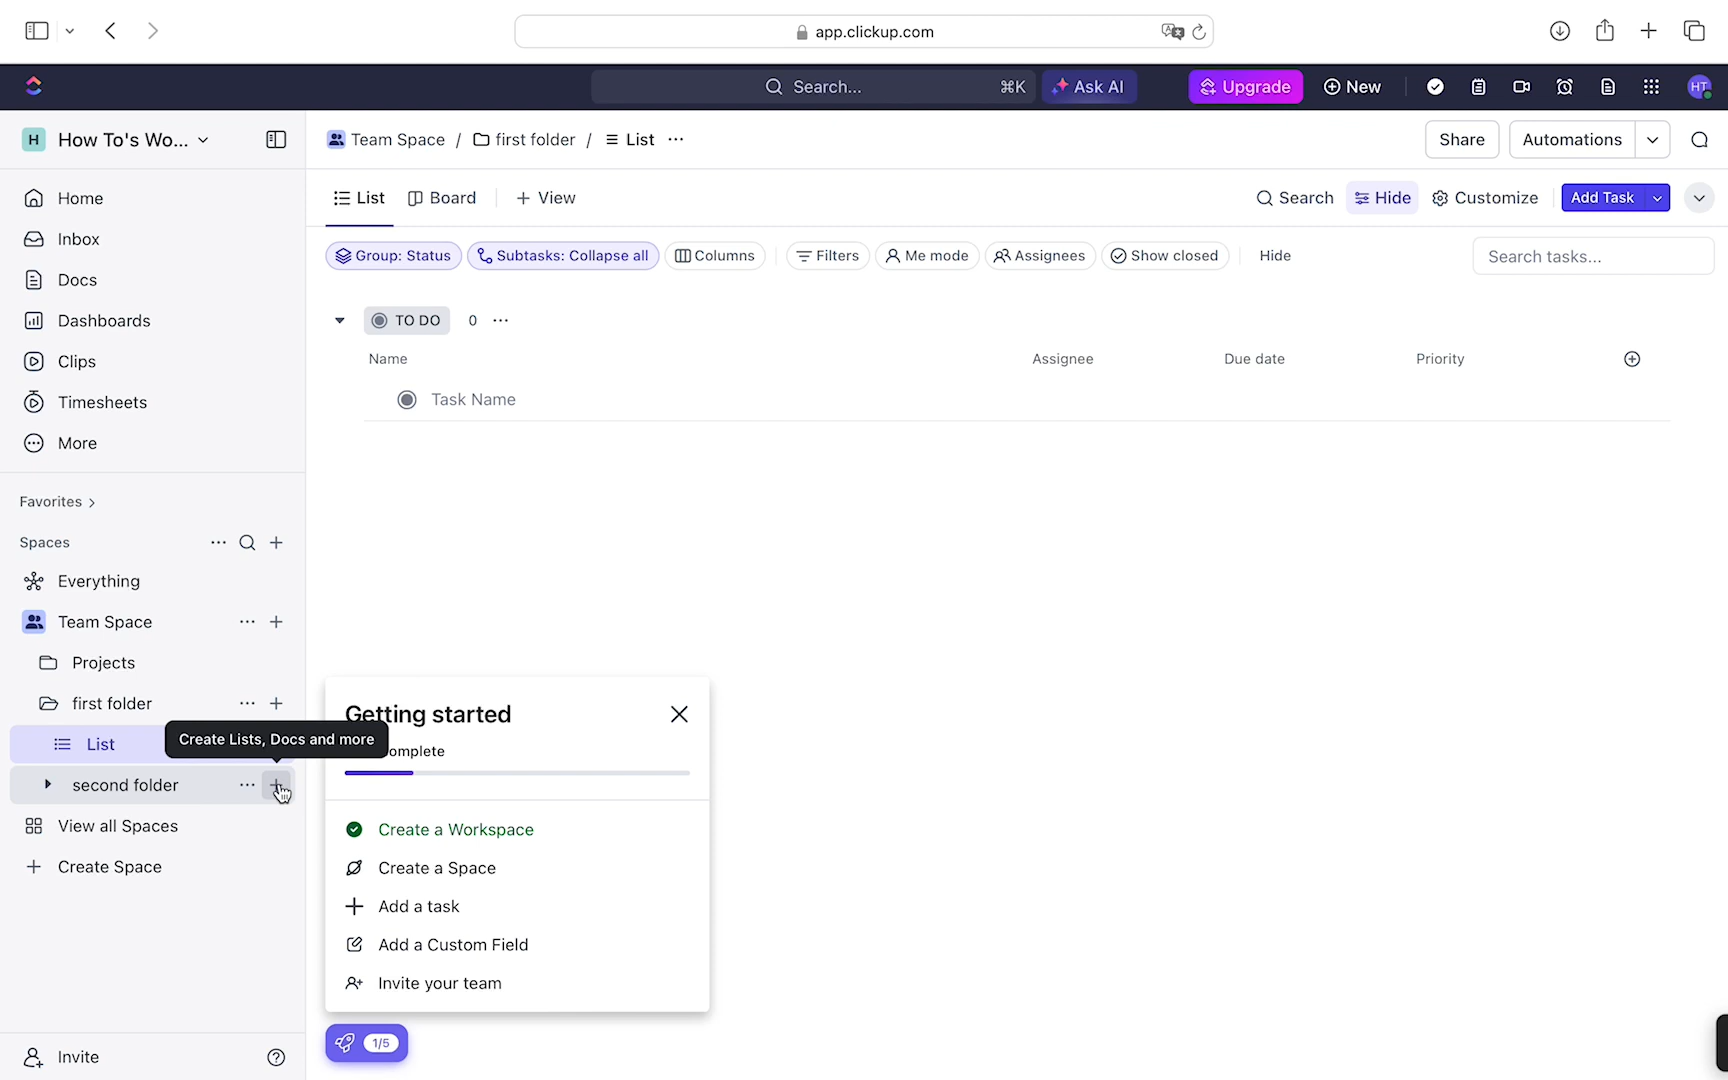 app.clickup.com
Search... ⌘K
Ask AI
Upgrade
New
HT
H How To's Wo...
Team Space / first folder / List ...
Share
Automations
Home
Inbox
Docs
Dashboards
Clips
Timesheets
More
List
Board
+ View
Search
Hide
Customize
Add Task
Group: Status
Subtasks: Collapse all
Columns
Filters
Me mode
Assignees
Show closed
Hide
Search tasks...
TO DO 0 ...
Name Assignee Due date Priority
Task Name
Favorites >
Spaces
Everything
Team Space
Projects
first folder
List
Create Lists, Docs and more
second folder
View all Spaces
+ Create Space
Getting started
omplete
Create a Workspace
Create a Space
Add a task
Add a Custom Field
Invite your team
Invite
1/5